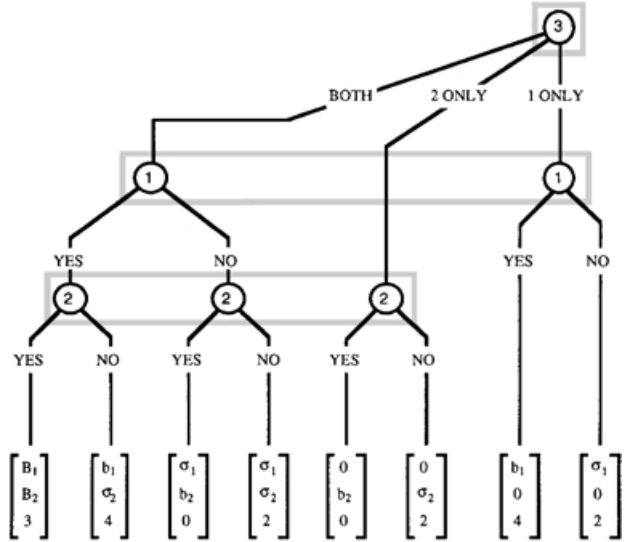 3
BOTH 2 ONLY 1 ONLY
1 1
YES NO YES NO
2 2 2
YES NO YES NO YES NO
B₁ b₁ σ₁ σ₁ 0 0 b₁ σ₁
B₂ σ₂ b₂ σ₂ b₂ σ₂ 0 0
3 4 0 2 0 2 4 2